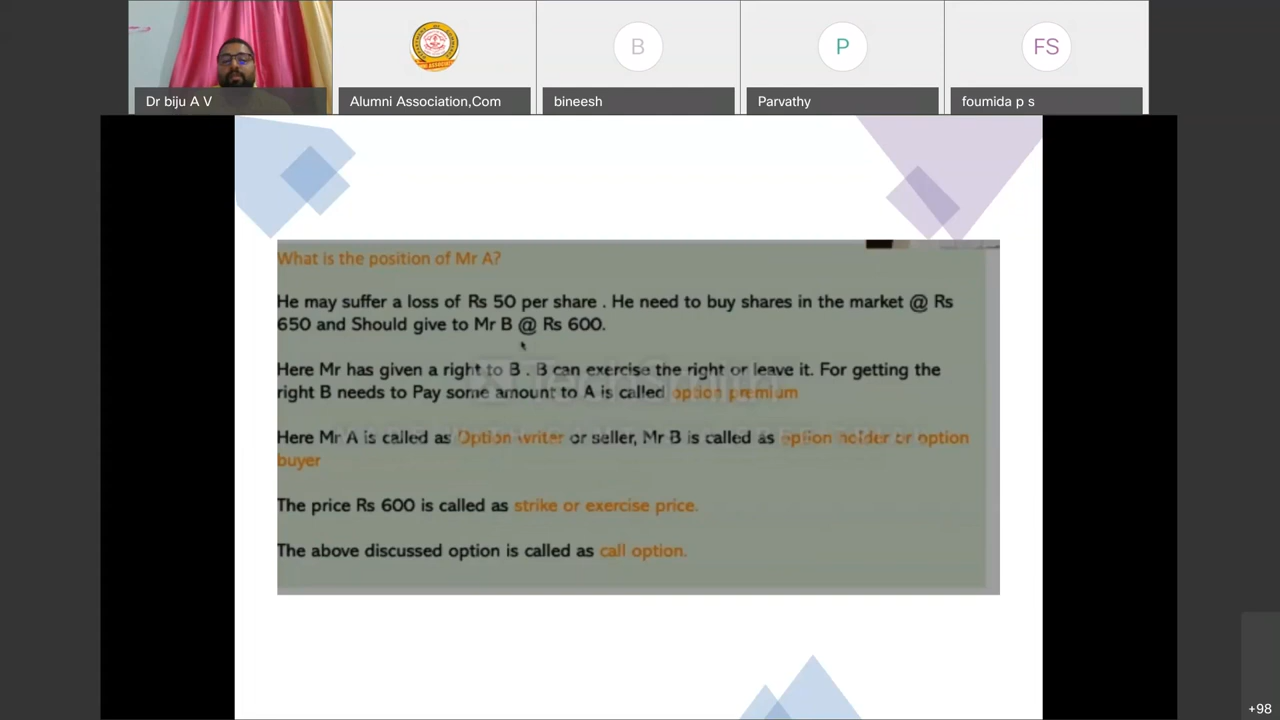 Dr biju A V
Alumni Association,Com
B
bineesh
P
Parvathy
FS
foumida p s
What is the position of Mr A?
He may suffer a loss of Rs 50 per share . He need to buy shares in the market @ Rs
650 and Should give to Mr B @ Rs 600.
Here Mr has given a right to B . B can exercise the right or leave it. For getting the
right B needs to Pay some amount to A is called option premium
Here Mr A is called as Option writer or seller, Mr B is called as option holder or option
buyer
The price Rs 600 is called as strike or exercise price.
The above discussed option is called as call option.
+98